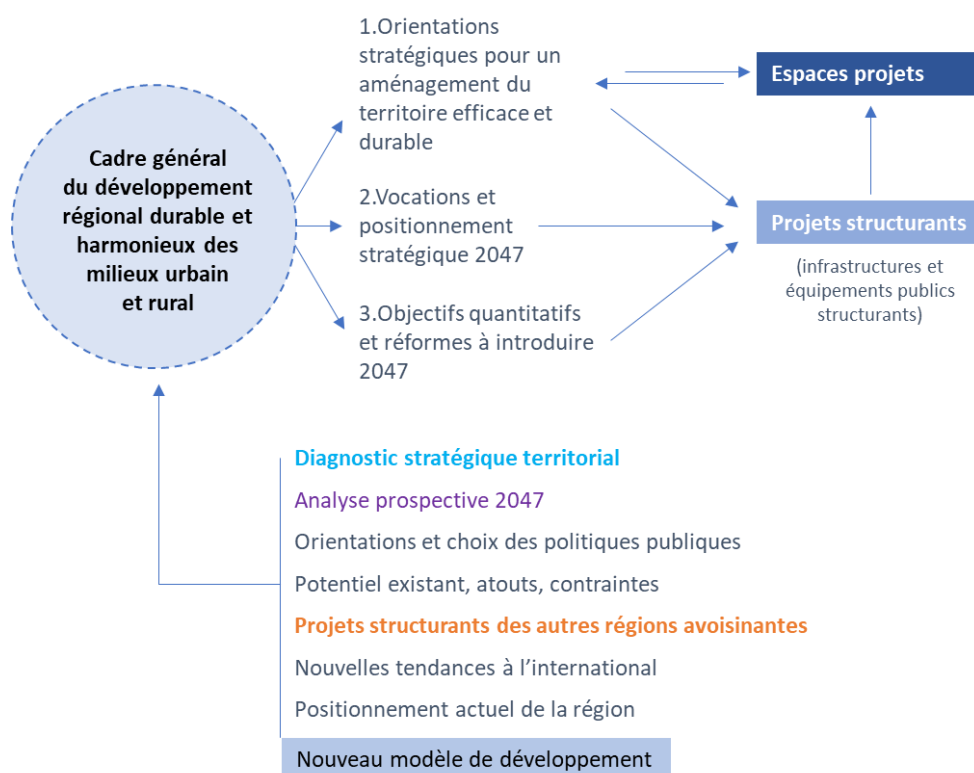 Cadre général
du développement
régional durable et
harmonieux des
milieux urbain
et rural
1.Orientations
stratégiques pour un
aménagement du
territoire efficace et
durable
2.Vocations et
positionnement
stratégique 2047
3.Objectifs quantitatifs
et réformes à introduire
2047
Espaces projets
Projets structurants
(infrastructures et
équipements publics
structurants)
Diagnostic stratégique territorial
Analyse prospective 2047
Orientations et choix des politiques publiques
Potentiel existant, atouts, contraintes
Projets structurants des autres régions avoisinantes
Nouvelles tendances à l’international
Positionnement actuel de la région
Nouveau modèle de développement